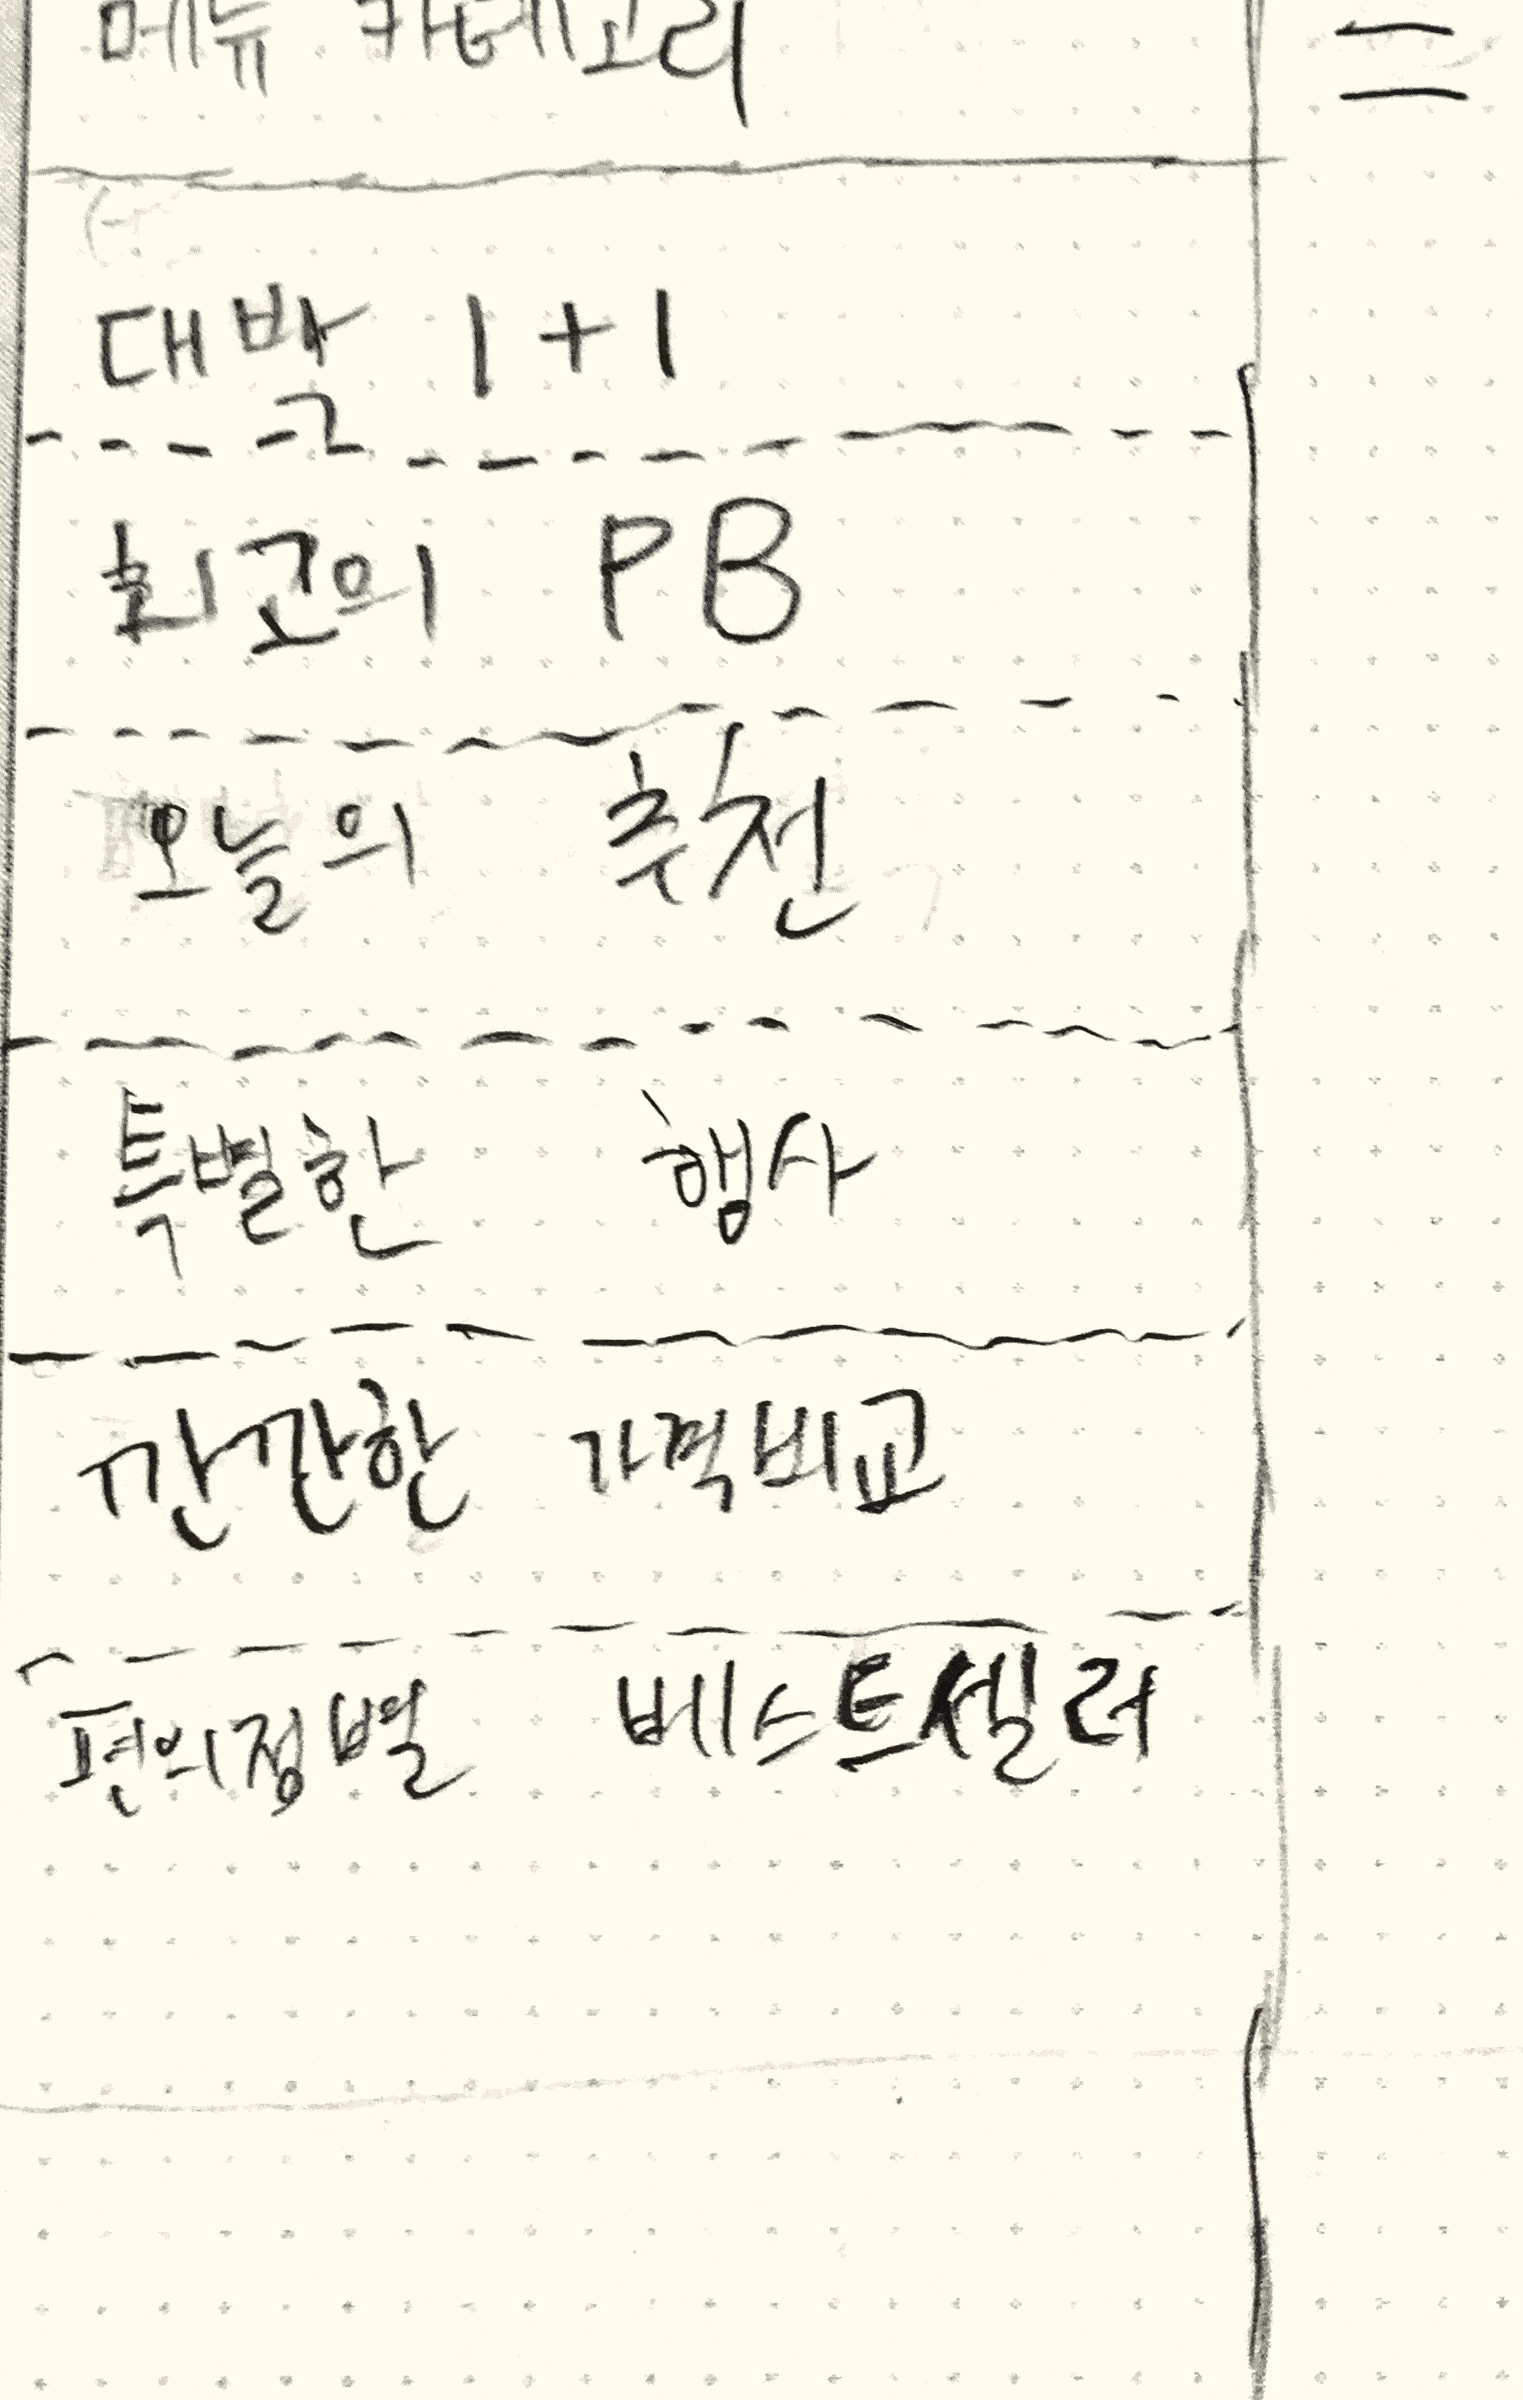 메뉴 카테고리
대박 1+1
최고의 PB
오늘의 추천
특별한 행사
깐깐한 가격비교
편의점별 베스트셀러